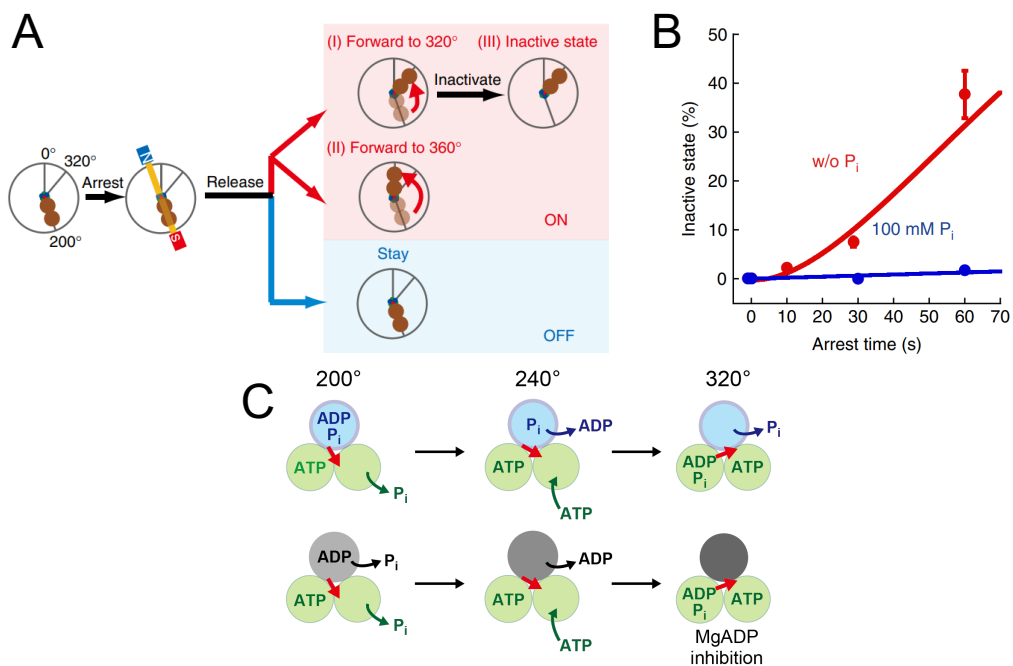 A
(I) Forward to 320°
(III) Inactive state
Inactivate
(II) Forward to 360°
ON
0°
320°
200°
Arrest
N
S
Release
Stay
OFF
B
Inactive state (%)
50
40
30
20
10
0
w/o Pi
100 mM Pi
0 10 20 30 40 50 60 70
Arrest time (s)
C
200°
240°
320°
ADP
Pi
ATP
Pi
Pi
ADP
ATP
ATP
Pi
ADP
Pi
ATP
ADP
Pi
ATP
Pi
ADP
ATP
ATP
ADP
Pi
ATP
MgADP
inhibition